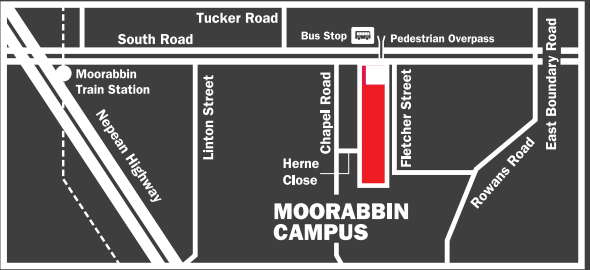 Tucker Road
South Road
Bus Stop
Pedestrian Overpass
East Boundary Road
Moorabbin
Train Station
Nepean Highway
Linton Street
Chapel Road
Fletcher Street
Herne
Close
Rowans Road
MOORABBIN
CAMPUS